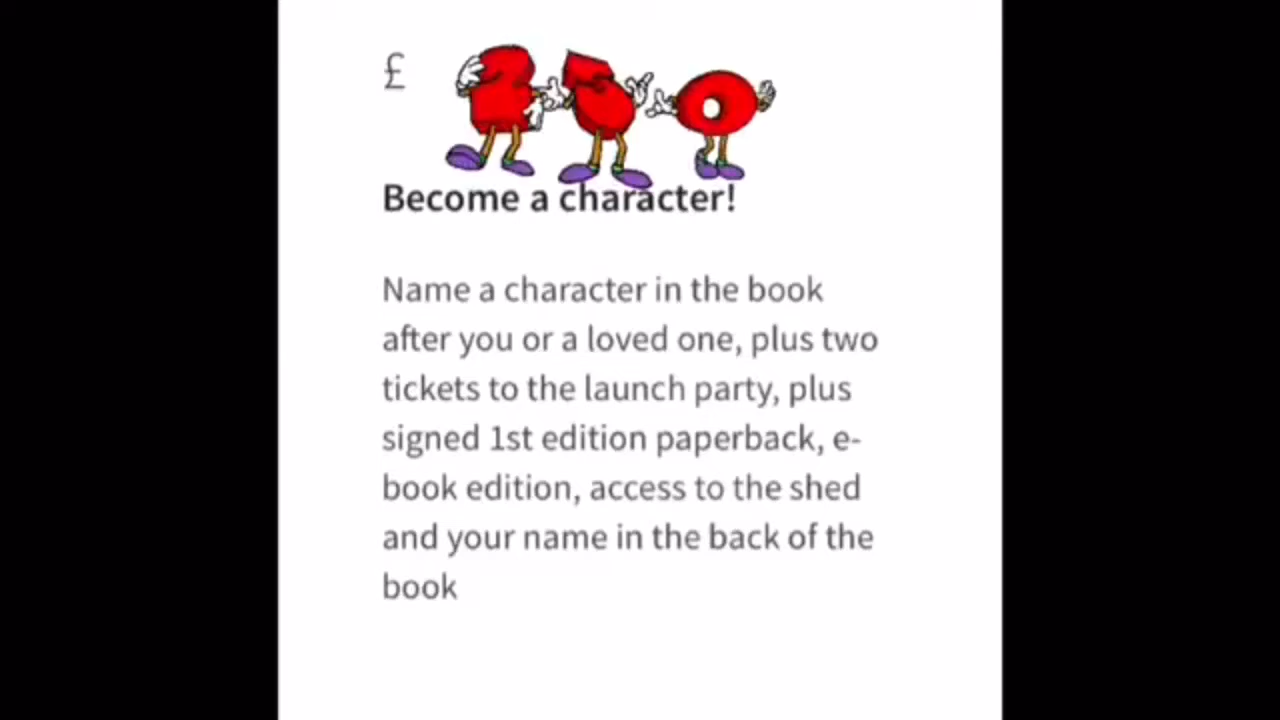 £ 250
Become a character!
Name a character in the book
after you or a loved one, plus two
tickets to the launch party, plus
signed 1st edition paperback, e-
book edition, access to the shed
and your name in the back of the
book